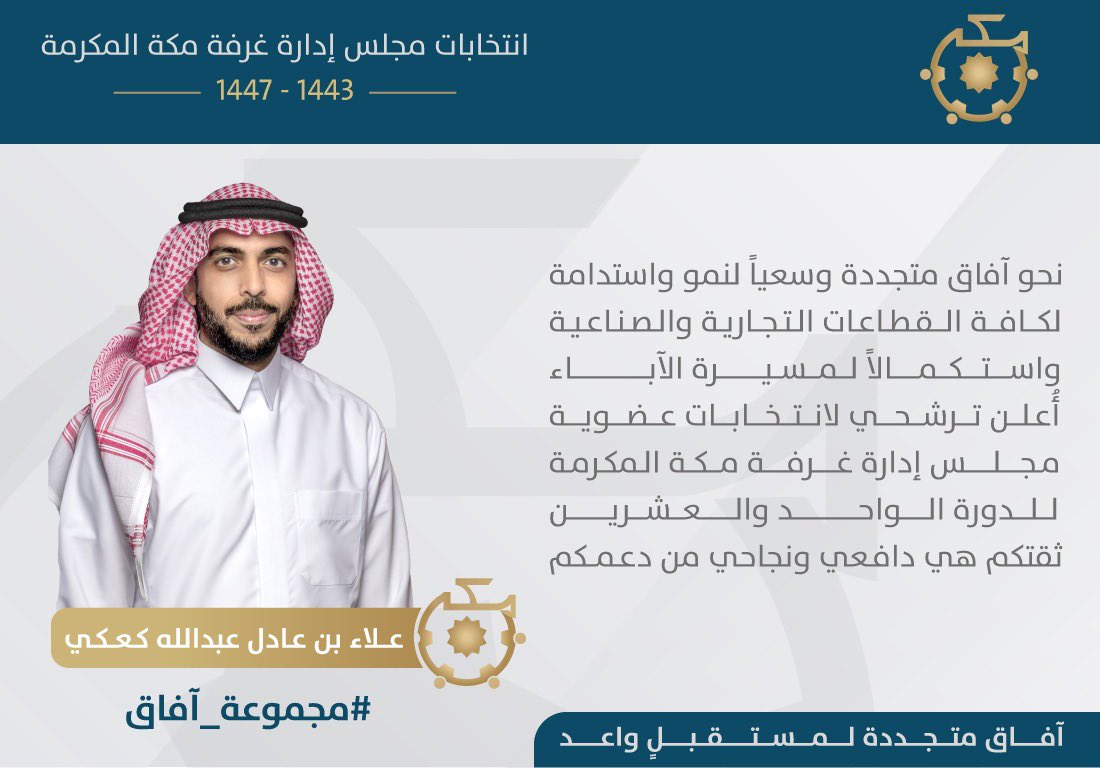 انتخابات مجلس إدارة غرفة مكة المكرمة
1443 - 1447
مكة
نحو آفاق متجددة وسعياً لنمو واستدامة
لكافة القطاعات التجارية والصناعية
واستكمالاً لمسيرة الآباء
أُعلن ترشحي لانتخابات عضوية
مجلس إدارة غرفة مكة المكرمة
للدورة الواحد والعشرين
ثقتكم هي دافعي ونجاحي من دعمكم
مكة
علاء بن عادل عبدالله كعكي
#مجموعة_آفاق
آفاق متجددة لمستقبلٍ واعد